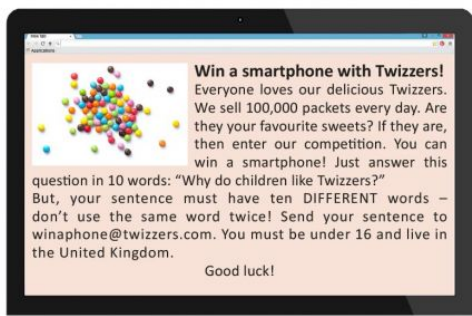 New Tab
Applications
Win a smartphone with Twizzers!
Everyone loves our delicious Twizzers.
We sell 100,000 packets every day. Are
they your favourite sweets? If they are,
then enter our competition. You can
win a smartphone! Just answer this
question in 10 words: “Why do children like Twizzers?”
But, your sentence must have ten DIFFERENT words –
don’t use the same word twice! Send your sentence to
winaphone@twizzers.com. You must be under 16 and live in
the United Kingdom.
Good luck!